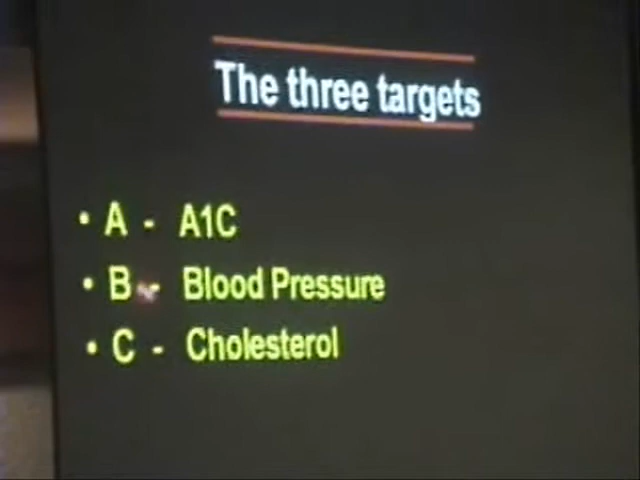 The three targets
• A - A1C
• B - Blood Pressure
• C - Cholesterol